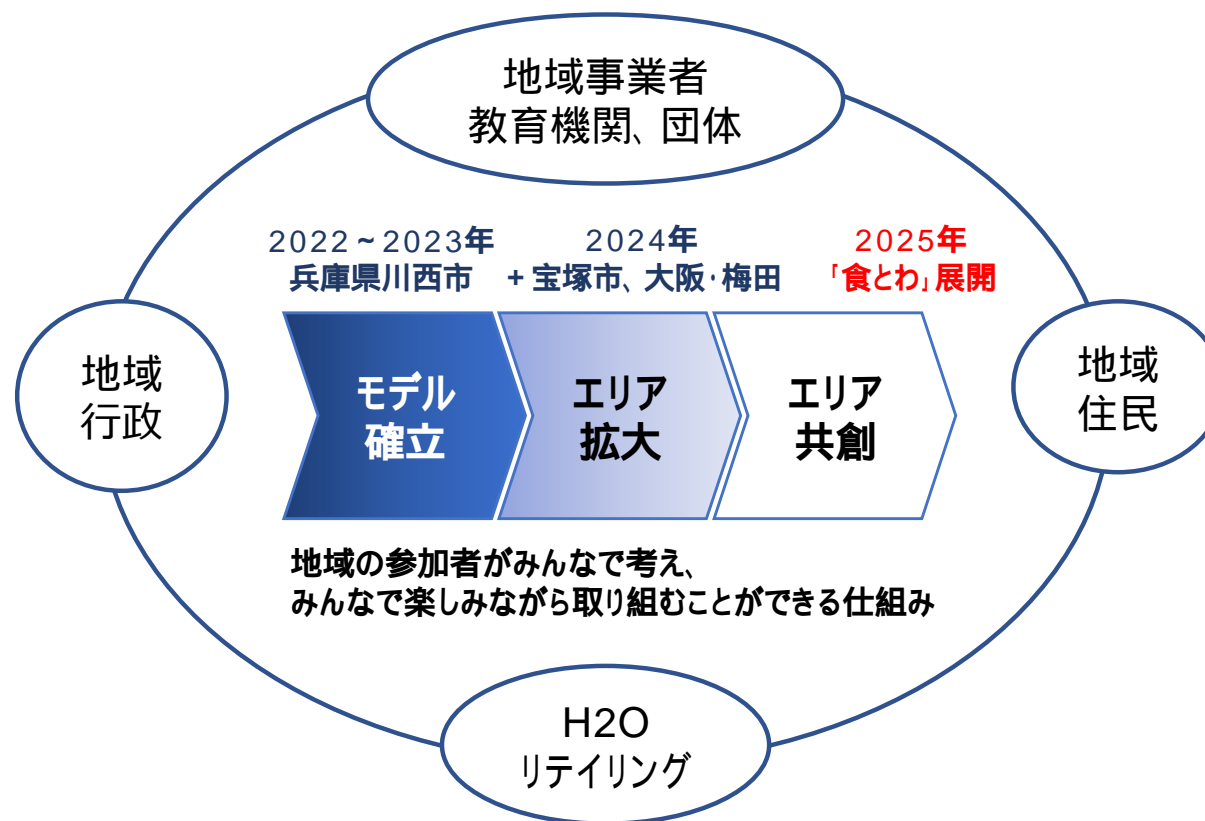 地域事業者
教育機関、団体
2022~2023年
兵庫県川西市
2024年
+宝塚市、大阪・梅田
2025年
「食とわ」展開
地域
行政
モデル
確立
エリア
拡大
エリア
共創
地域
住民
地域の参加者がみんなで考え、
みんなで楽しみながら取り組むことができる仕組み
H2O
リテイリング